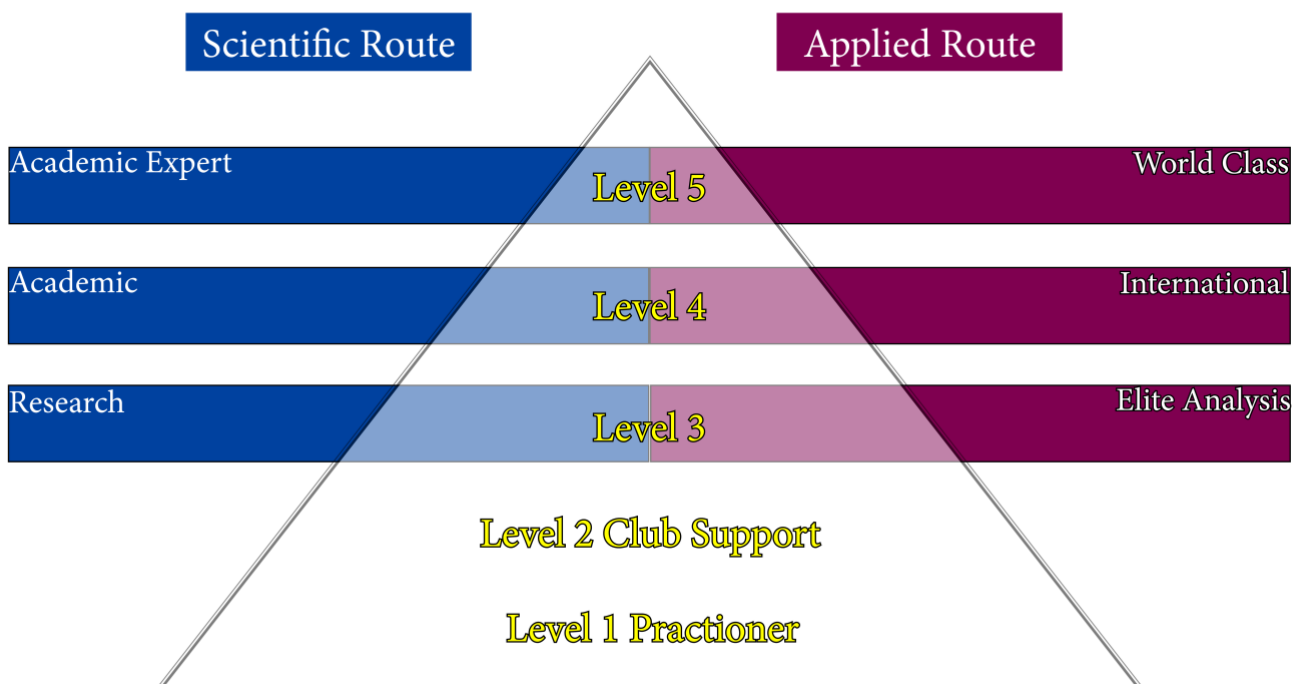 Scientific Route
Applied Route
Academic Expert
Level 5
World Class
Academic
Level 4
International
Research
Level 3
Elite Analysis
Level 2 Club Support
Level 1 Practioner